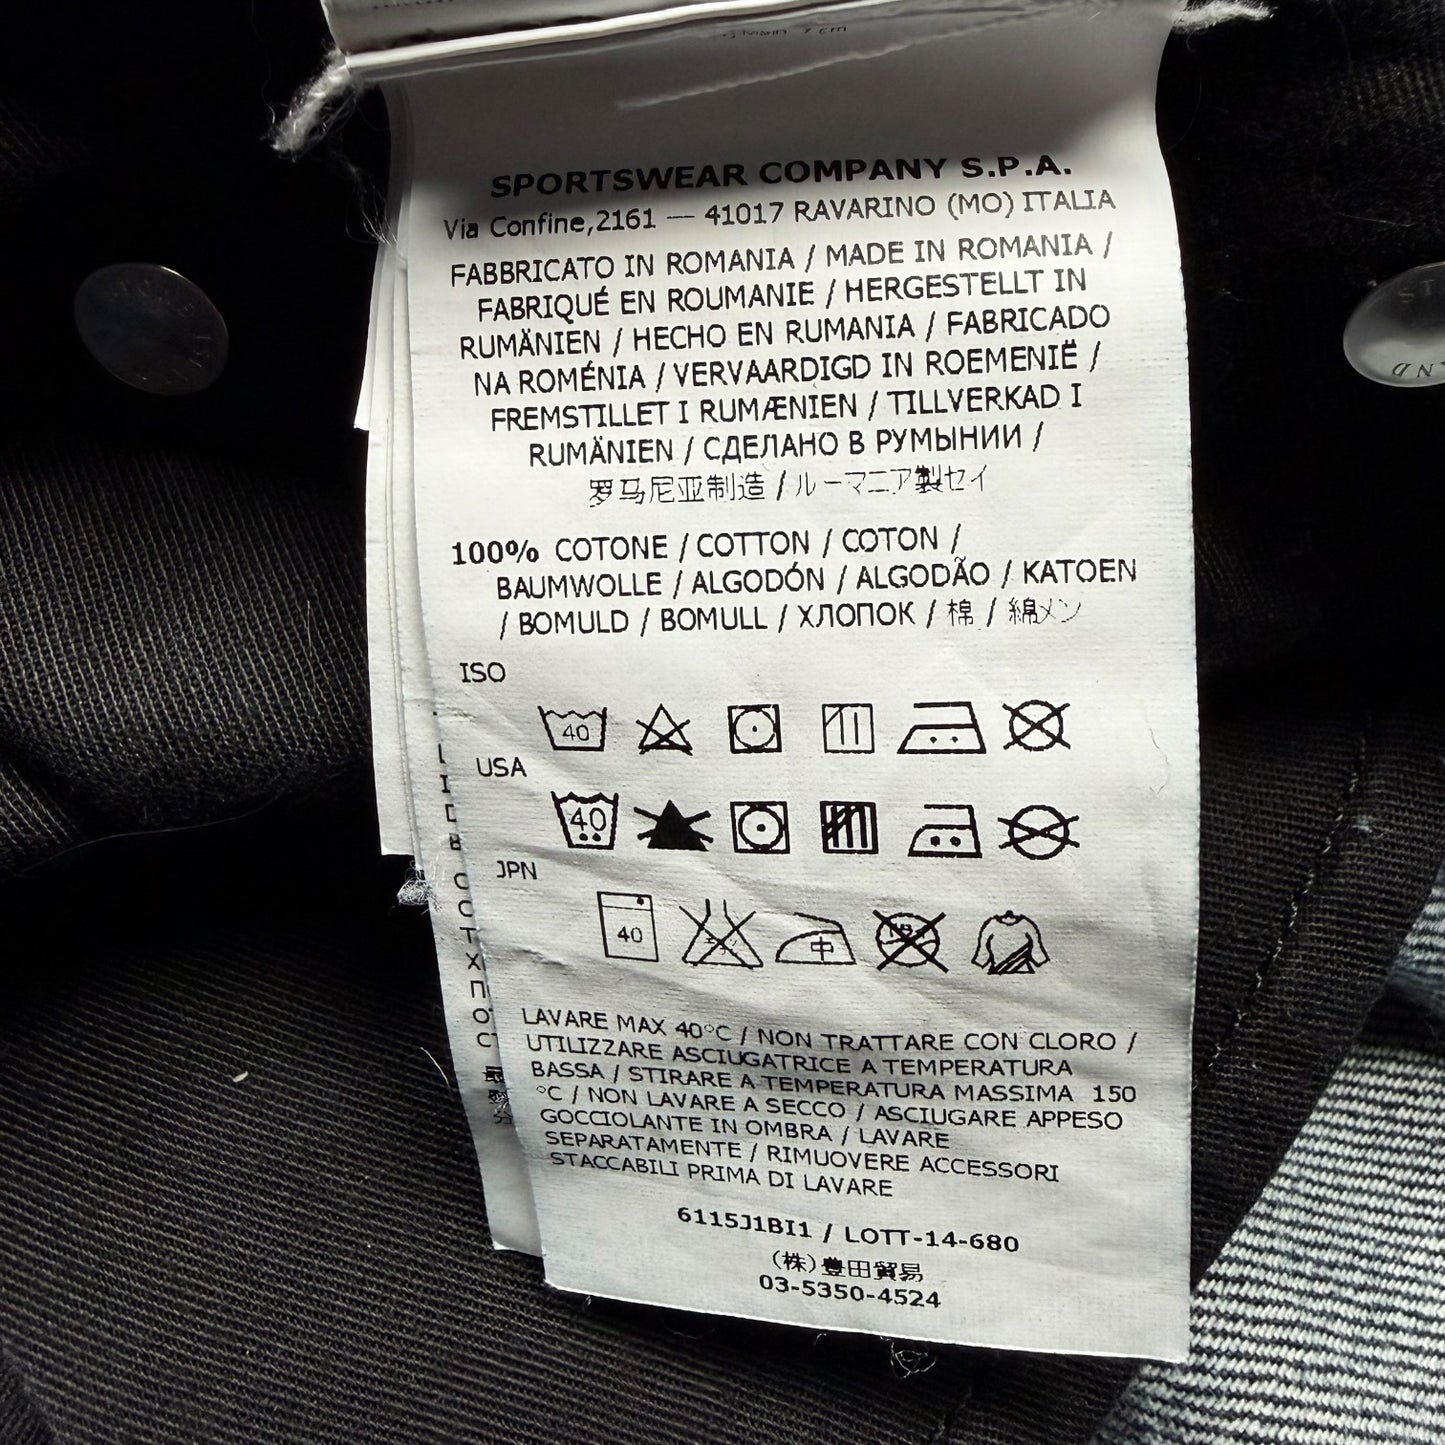 7 cm
SPORTSWEAR COMPANY S.P.A.
Via Confine,2161 — 41017 RAVARINO (MO) ITALIA
FABBRICATO IN ROMANIA / MADE IN ROMANIA /
FABRIQUÉ EN ROUMANIE / HERGESTELLT IN
RUMÄNIEN / HECHO EN RUMANIA / FABRICADO
NA ROMÉNIA / VERVAARDIGD IN ROEMENIË /
FREMSTILLET I RUMÆNIEN / TILLVERKAD I
RUMÄNIEN / СДЕЛАНО В РУМЫНИИ /
罗马尼亚制造 / ルーマニア製セイ
100% COTONE / COTTON / COTON /
BAUMWOLLE / ALGODÓN / ALGODÃO / KATOEN
/ BOMULD / BOMULL / ХЛОПОК / 棉 / 綿メン
ISO
40
USA
40
JPN
40 中
LAVARE MAX 40°C / NON TRATTARE CON CLORO /
UTILIZZARE ASCIUGATRICE A TEMPERATURA
BASSA / STIRARE A TEMPERATURA MASSIMA 150
°C / NON LAVARE A SECCO / ASCIUGARE APPESO
GOCCIOLANTE IN OMBRA / LAVARE
SEPARATAMENTE / RIMUOVERE ACCESSORI
STACCABILI PRIMA DI LAVARE
6115J1BI1 / LOTT-14-680
(株)豊田貿易
03-5350-4524